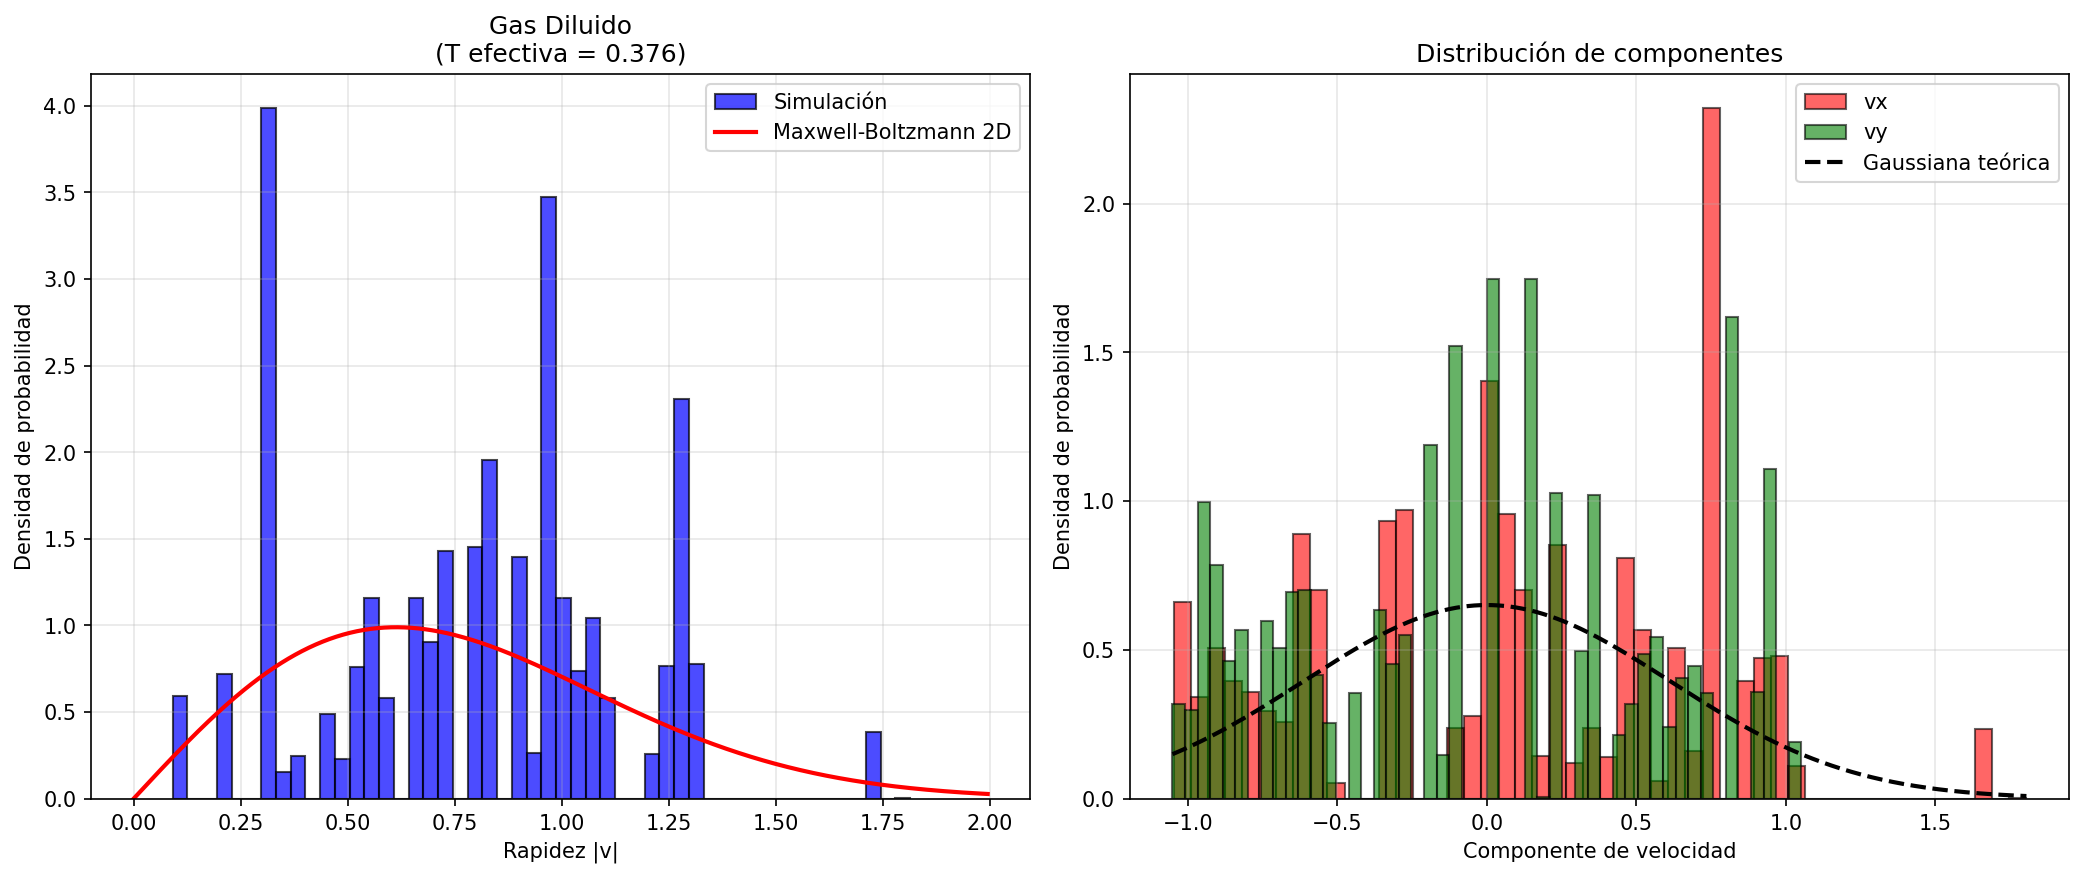 Gas Diluido
(T efectiva = 0.376)
Simulación
Maxwell-Boltzmann 2D
Densidad de probabilidad
4.0
3.5
3.0
2.5
2.0
1.5
1.0
0.5
0.0
0.00 0.25 0.50 0.75 1.00 1.25 1.50 1.75 2.00
Rapidez |v|
Distribución de componentes
vx
vy
Gaussiana teórica
Densidad de probabilidad
2.0
1.5
1.0
0.5
0.0
−1.0 −0.5 0.0 0.5 1.0 1.5
Componente de velocidad